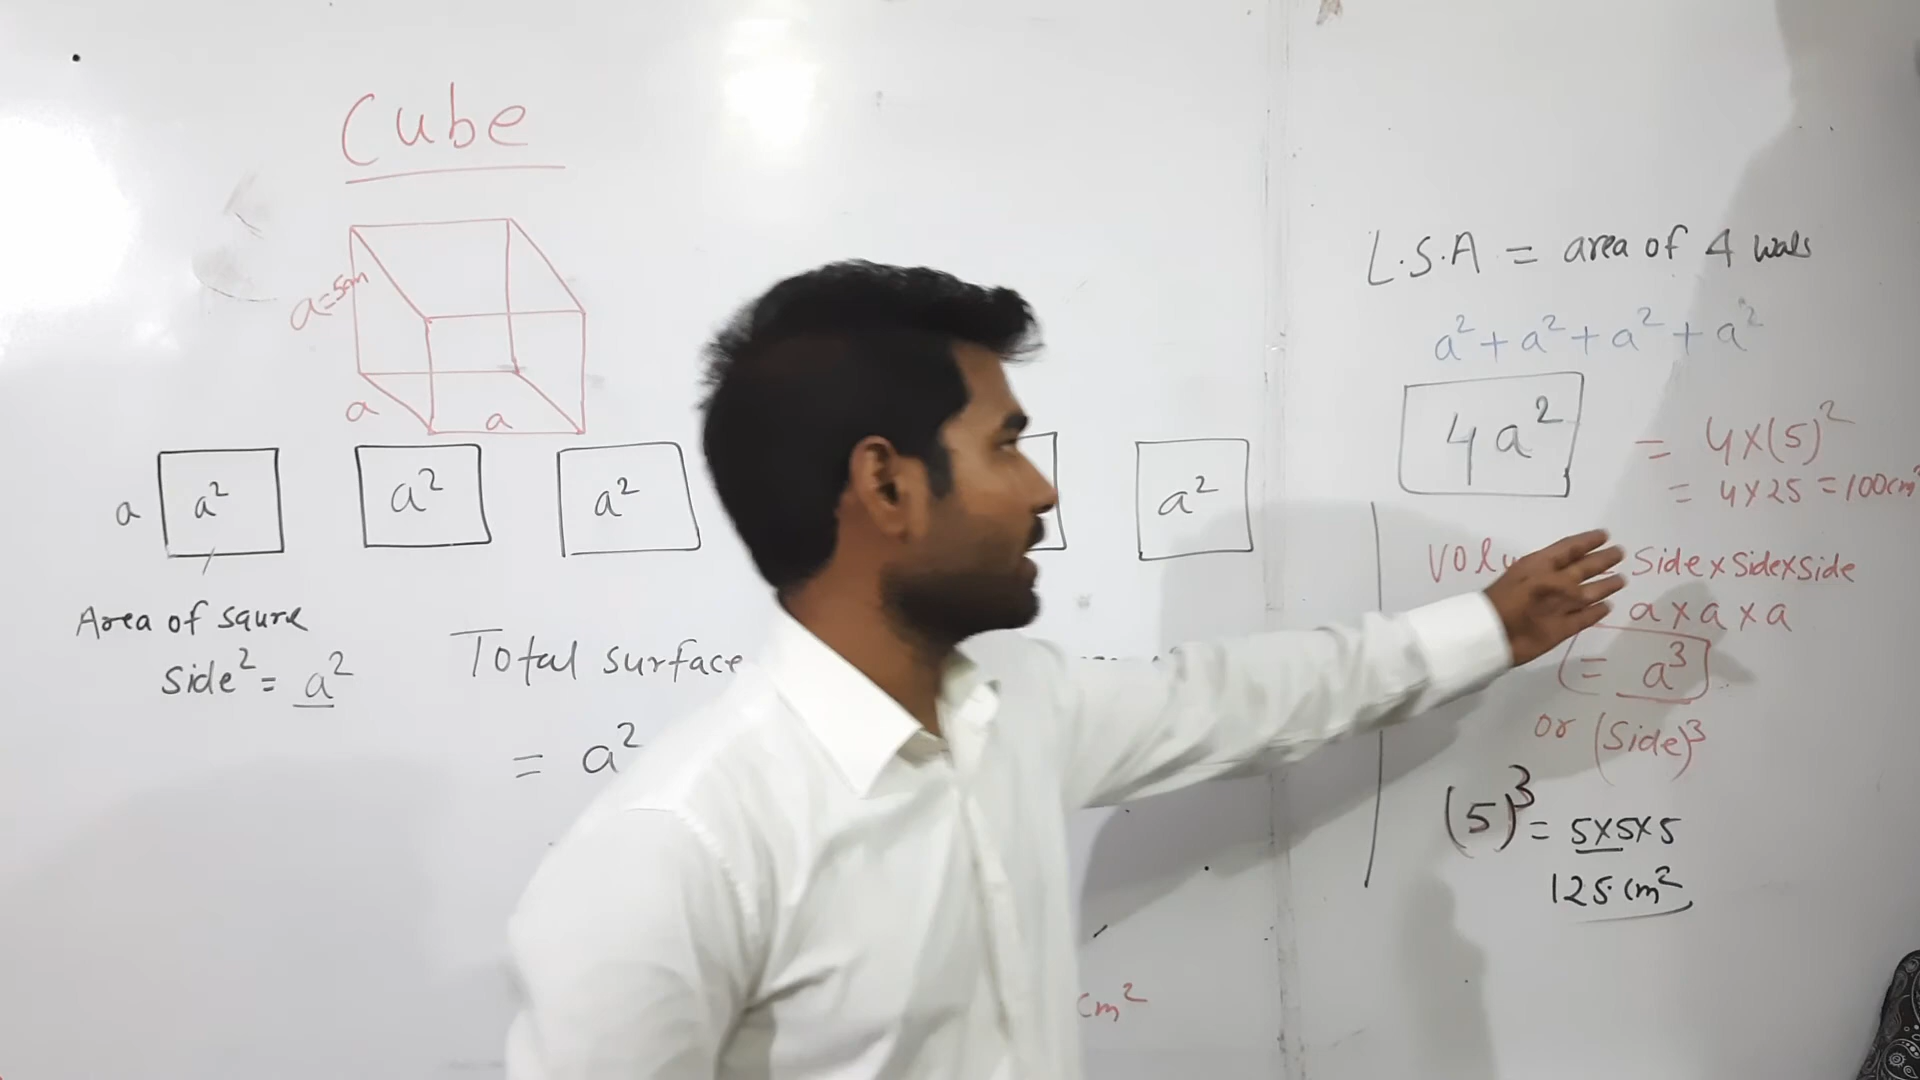 Cube
a=5cm
a
a
a
a²
a²
a²
a²
Area of squre
Side² = a²
Total surface
= a²
cm²
L.S.A = area of 4 wals
a² + a² + a² + a²
4a²
= 4×(5)²
= 4×25 = 100cm²
= Side×Side×Side
a×a×a
= a³
or (Side)³
(5)³ = 5×5×5
125 cm²